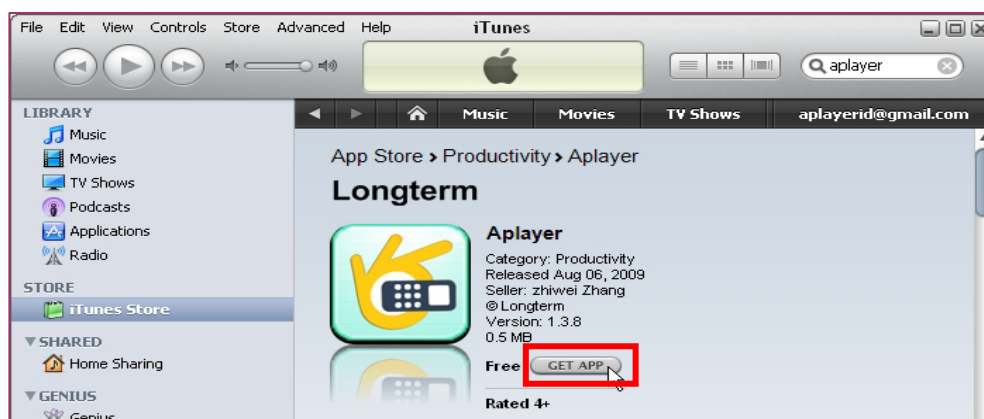 File Edit View Controls Store Advanced Help iTunes
aplayer
LIBRARY
Music
Movies
TV Shows
Podcasts
Applications
Radio
STORE
iTunes Store
SHARED
Home Sharing
GENIUS
Genius
Music Movies TV Shows aplayerid@gmail.com
App Store > Productivity > Aplayer
Longterm
Aplayer
Category: Productivity
Released Aug 06, 2009
Seller: zhiwei Zhang
© Longterm
Version: 1.3.8
0.5 MB
Free GET APP
Rated 4+